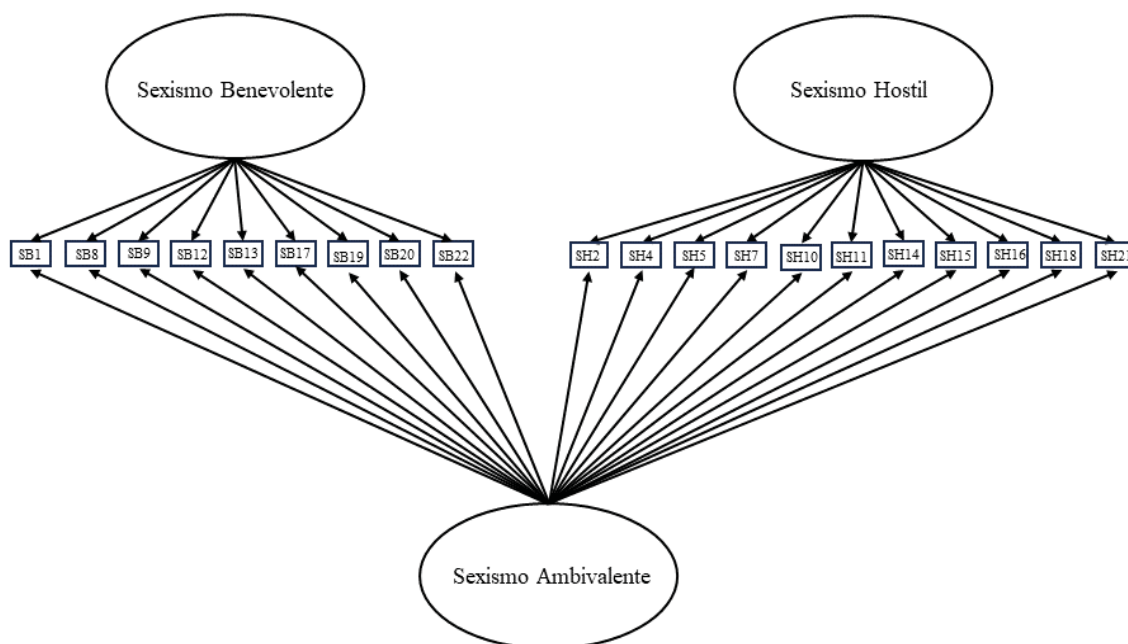 Sexismo Benevolente
Sexismo Hostil
SB1 SB8 SB9 SB12 SB13 SB17 SB19 SB20 SB22 SH2 SH4 SH5 SH7 SH10 SH11 SH14 SH15 SH16 SH18 SH21
Sexismo Ambivalente